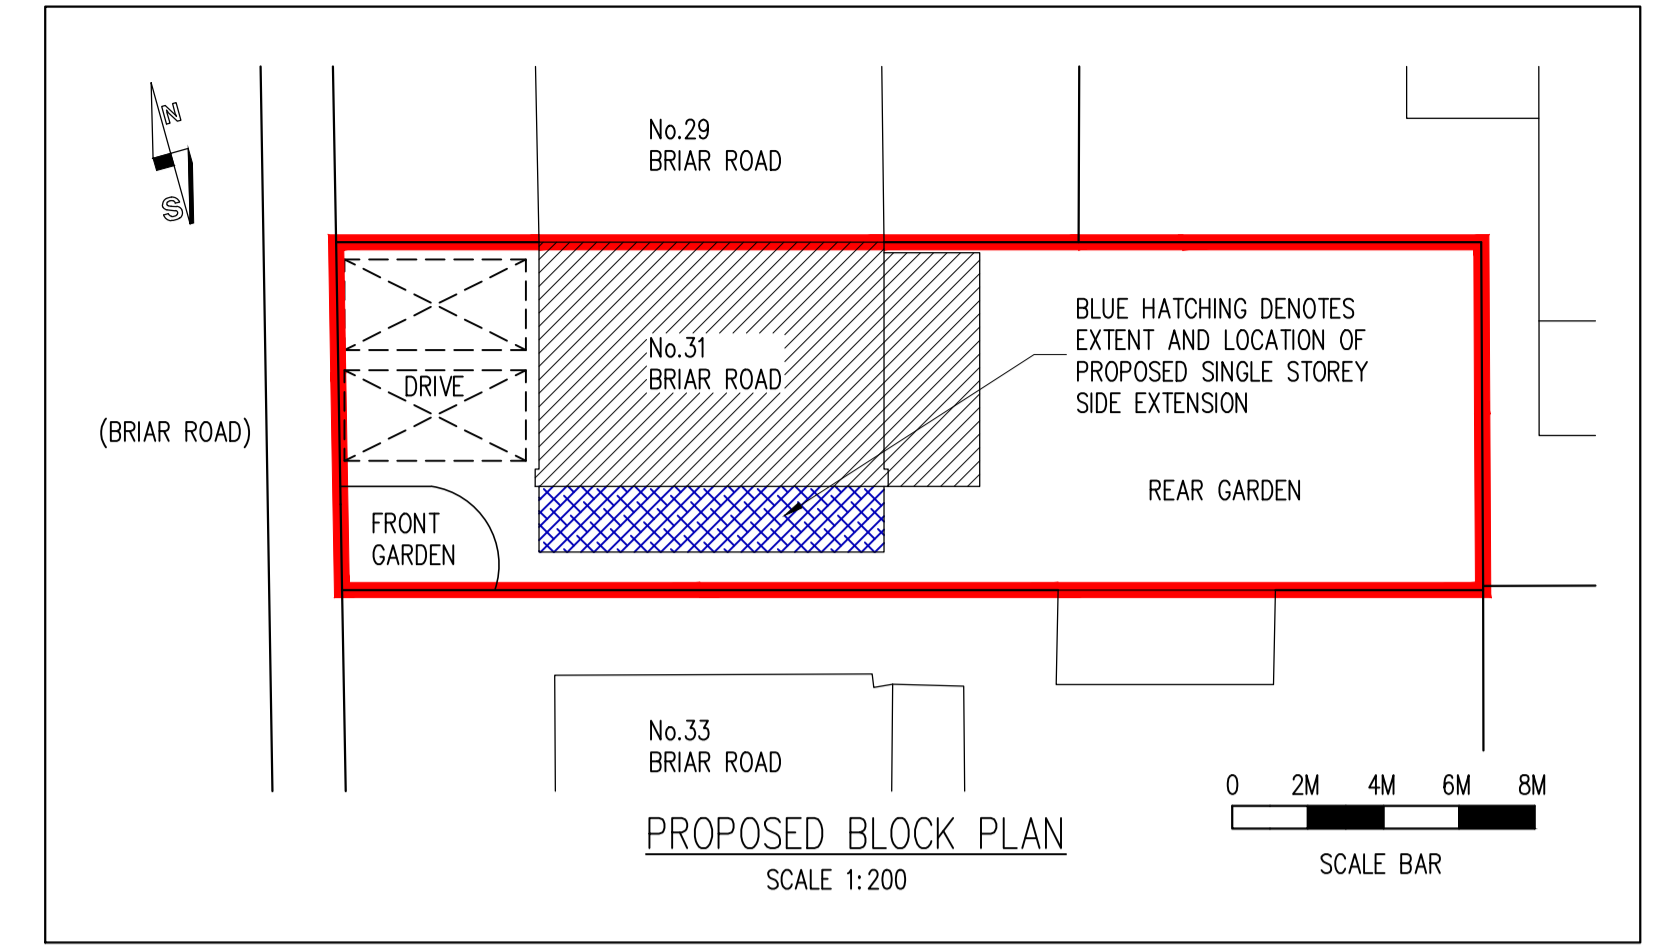 N
S
No.29
BRIAR ROAD
No.31
BRIAR ROAD
BLUE HATCHING DENOTES
EXTENT AND LOCATION OF
PROPOSED SINGLE STOREY
SIDE EXTENSION
DRIVE
(BRIAR ROAD)
REAR GARDEN
FRONT
GARDEN
No.33
BRIAR ROAD
0 2M 4M 6M 8M
SCALE BAR
PROPOSED BLOCK PLAN
SCALE 1:200